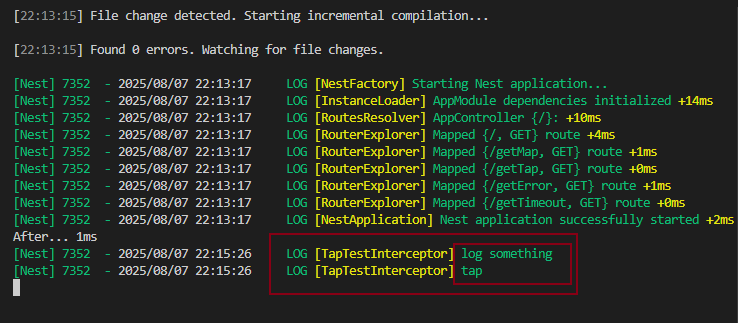 [22:13:15] File change detected. Starting incremental compilation...
[22:13:15] Found 0 errors. Watching for file changes.
[Nest] 7352  - 2025/08/07 22:13:17     LOG [NestFactory] Starting Nest application...
[Nest] 7352  - 2025/08/07 22:13:17     LOG [InstanceLoader] AppModule dependencies initialized +14ms
[Nest] 7352  - 2025/08/07 22:13:17     LOG [RoutesResolver] AppController {/}: +10ms
[Nest] 7352  - 2025/08/07 22:13:17     LOG [RouterExplorer] Mapped {/, GET} route +4ms
[Nest] 7352  - 2025/08/07 22:13:17     LOG [RouterExplorer] Mapped {/getMap, GET} route +1ms
[Nest] 7352  - 2025/08/07 22:13:17     LOG [RouterExplorer] Mapped {/getTap, GET} route +0ms
[Nest] 7352  - 2025/08/07 22:13:17     LOG [RouterExplorer] Mapped {/getError, GET} route +1ms
[Nest] 7352  - 2025/08/07 22:13:17     LOG [RouterExplorer] Mapped {/getTimeout, GET} route +0ms
[Nest] 7352  - 2025/08/07 22:13:17     LOG [NestApplication] Nest application successfully started +2ms
After... 1ms
[Nest] 7352  - 2025/08/07 22:15:26     LOG [TapTestInterceptor] log something
[Nest] 7352  - 2025/08/07 22:15:26     LOG [TapTestInterceptor] tap